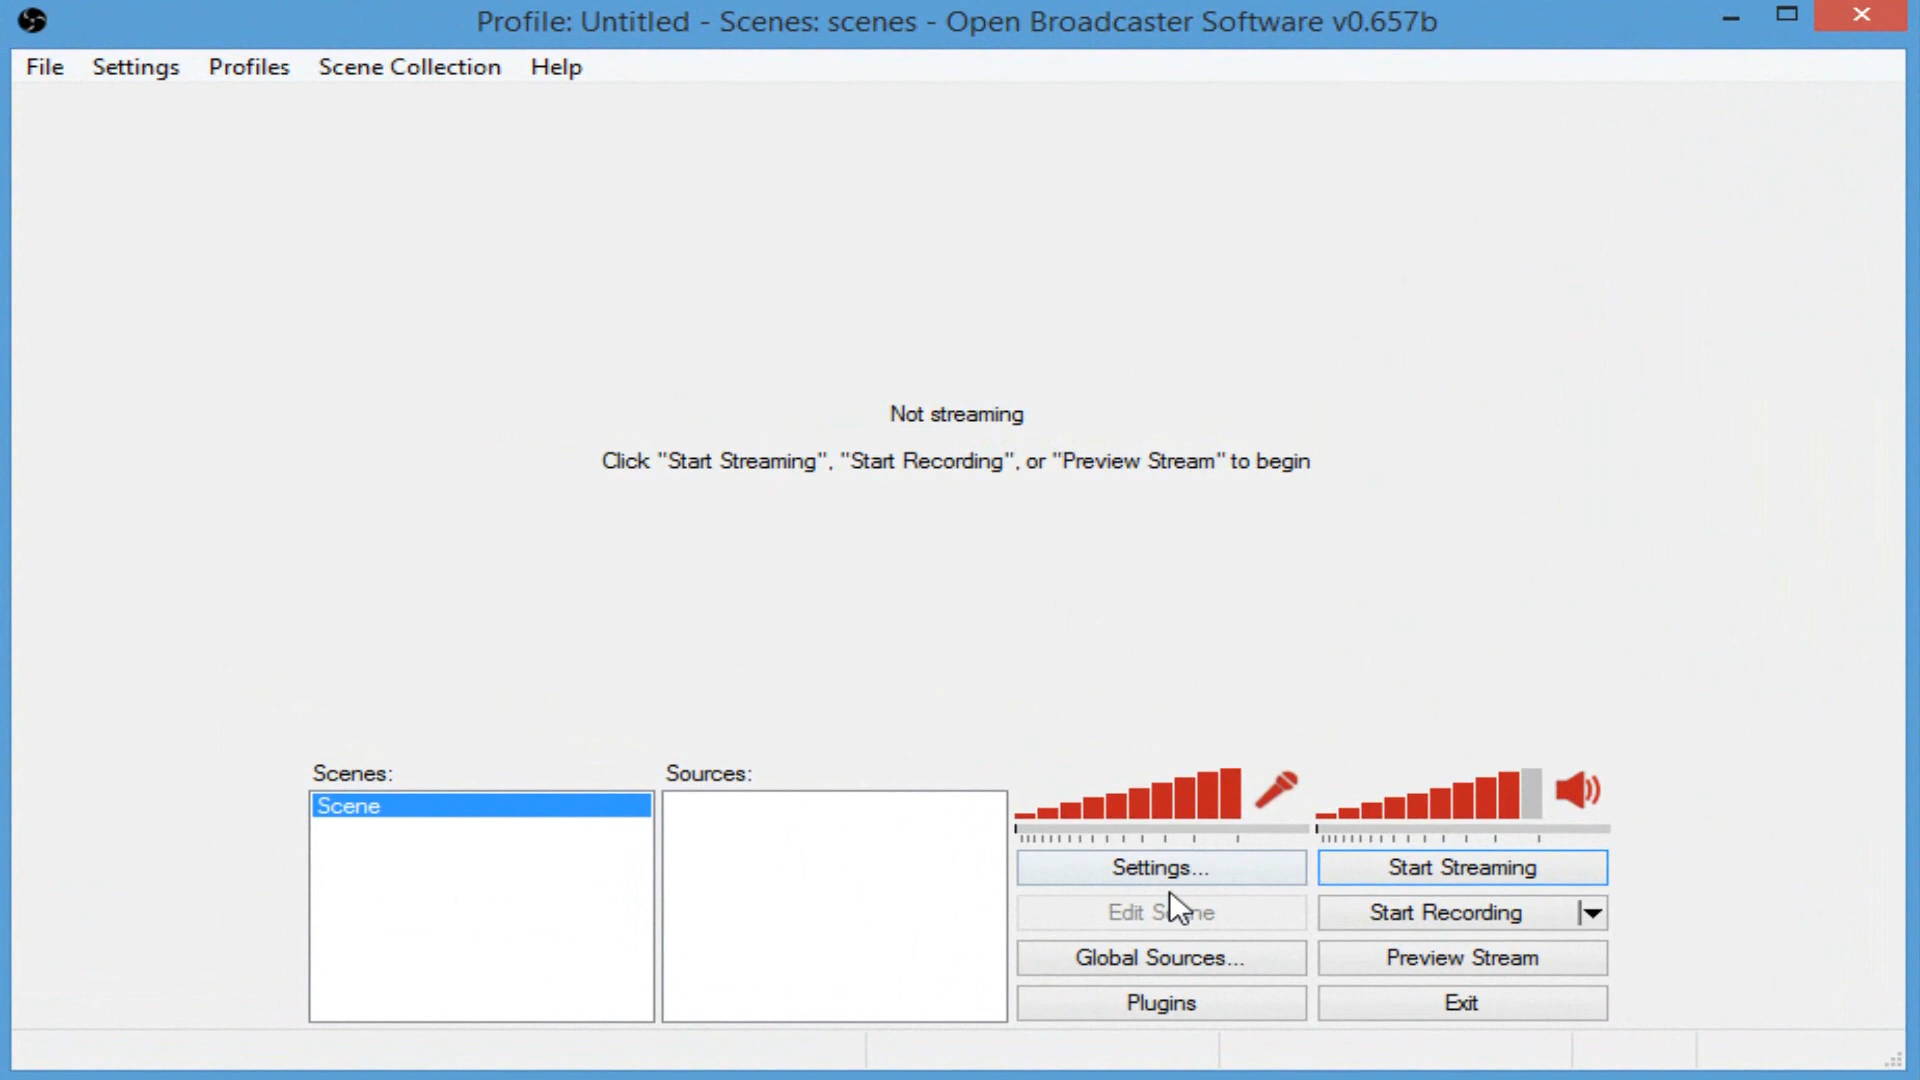 Profile: Untitled - Scenes: scenes - Open Broadcaster Software v0.657b
File Settings Profiles Scene Collection Help
Not streaming
Click "Start Streaming", "Start Recording", or "Preview Stream" to begin
Scenes:
Scene
Sources:
Settings...
Start Streaming
Edit Scene
Start Recording
Global Sources...
Preview Stream
Plugins
Exit